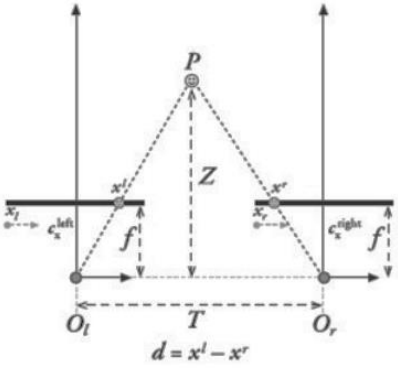 P
x^l x^r
Z
x_l c_x^left f x_r c_x^right f
T
O_l O_r
d = x^l − x^r